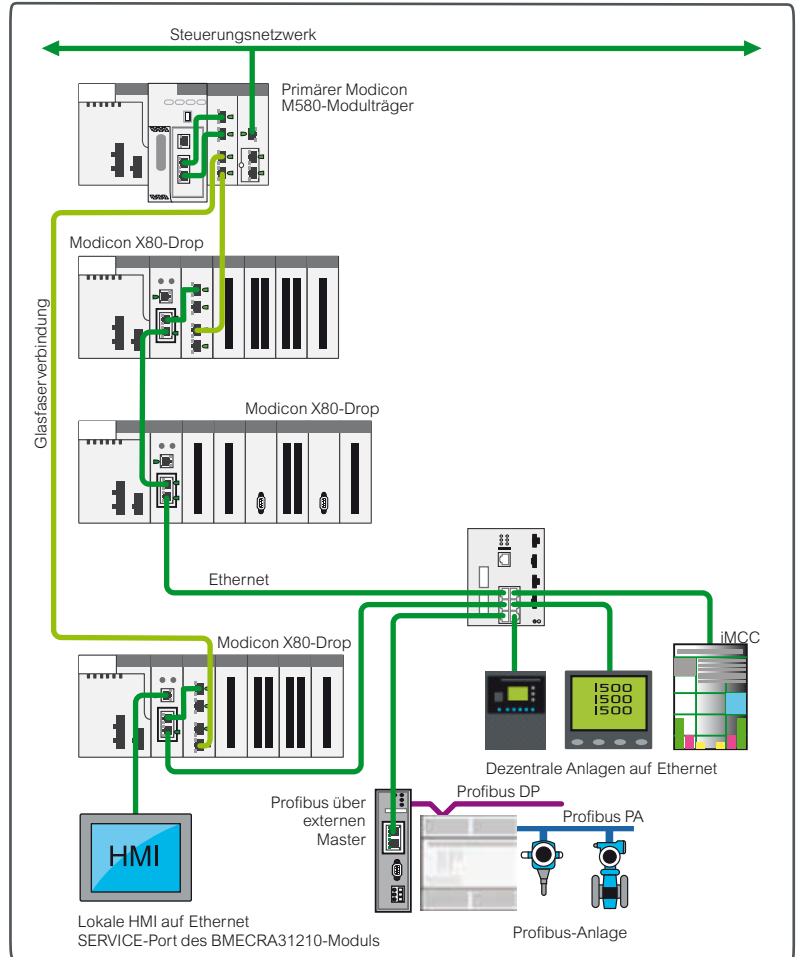 Steuerungsnetzwerk
Primärer Modicon
M580-Modulträger
Modicon X80-Drop
Glasfaserverbindung
Modicon X80-Drop
Ethernet
Modicon X80-Drop
iMCC
1500
1500
1500
Dezentrale Anlagen auf Ethernet
Profibus über
externen
Master
Profibus DP
Profibus PA
HMI
Lokale HMI auf Ethernet
SERVICE-Port des BMECRA31210-Moduls
Profibus-Anlage